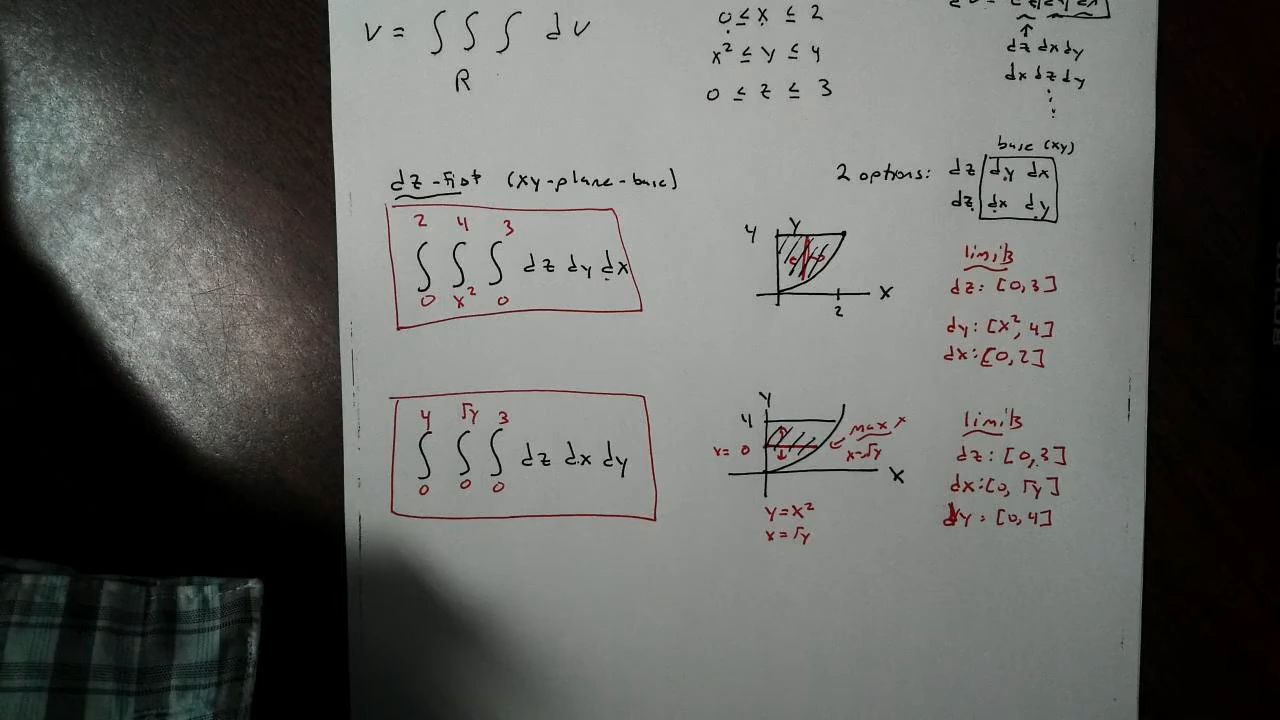 V = ∫ ∫ ∫ dV
R
0 ≤ x ≤ 2
x² ≤ y ≤ 4
0 ≤ z ≤ 3
dz dx dy
dx dz dy
⋮
dz - First (xy-plane-base)
2 options: dz dy dx
base (xy)
dz dx dy
2 4 3
∫ ∫ ∫ dz dy dx
0 x² 0
4 y
x
2
limits
dz: [0,3]
dy: [x², 4]
dx: [0,2]
4 √y 3
∫ ∫ ∫ dz dx dy
0 0 0
y
4
x = 0
max x
x=√y
x
y=x²
x=√y
limits
dz: [0,3]
dx: [0, √y]
dy: [0,4]